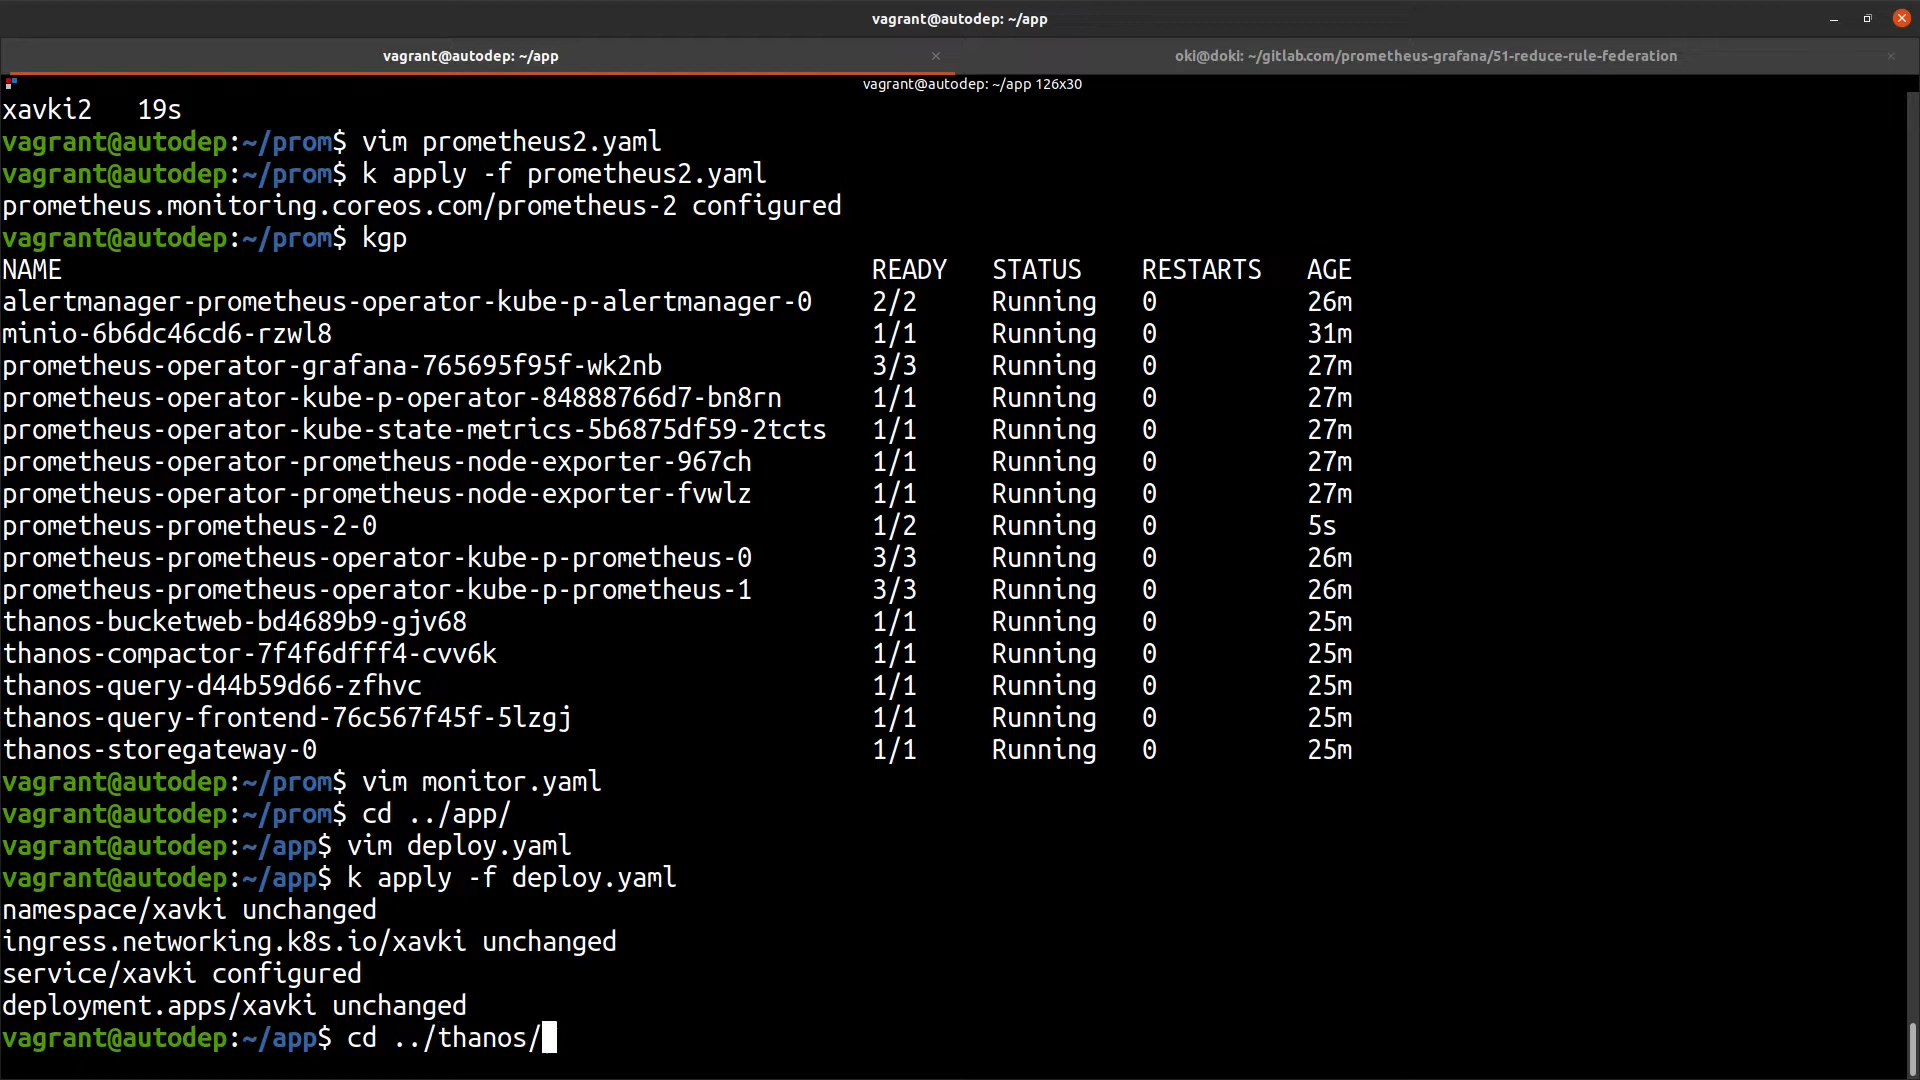 vagrant@autodep: ~/app
vagrant@autodep: ~/app × oki@doki: ~/gitlab.com/prometheus-grafana/51-reduce-rule-federation ×
vagrant@autodep: ~/app 126x30
xavki2   19s
vagrant@autodep:~/prom$ vim prometheus2.yaml
vagrant@autodep:~/prom$ k apply -f prometheus2.yaml
prometheus.monitoring.coreos.com/prometheus-2 configured
vagrant@autodep:~/prom$ kgp
NAME                                                      READY   STATUS    RESTARTS   AGE
alertmanager-prometheus-operator-kube-p-alertmanager-0    2/2     Running   0          26m
minio-6b6dc46cd6-rzwl8                                    1/1     Running   0          31m
prometheus-operator-grafana-765695f95f-wk2nb              3/3     Running   0          27m
prometheus-operator-kube-p-operator-84888766d7-bn8rn      1/1     Running   0          27m
prometheus-operator-kube-state-metrics-5b6875df59-2tcts   1/1     Running   0          27m
prometheus-operator-prometheus-node-exporter-967ch        1/1     Running   0          27m
prometheus-operator-prometheus-node-exporter-fvwlz        1/1     Running   0          27m
prometheus-prometheus-2-0                                 1/2     Running   0          5s
prometheus-prometheus-operator-kube-p-prometheus-0        3/3     Running   0          26m
prometheus-prometheus-operator-kube-p-prometheus-1        3/3     Running   0          26m
thanos-bucketweb-bd4689b9-gjv68                           1/1     Running   0          25m
thanos-compactor-7f4f6dfff4-cvv6k                         1/1     Running   0          25m
thanos-query-d44b59d66-zfhvc                              1/1     Running   0          25m
thanos-query-frontend-76c567f45f-5lzgj                    1/1     Running   0          25m
thanos-storegateway-0                                     1/1     Running   0          25m
vagrant@autodep:~/prom$ vim monitor.yaml
vagrant@autodep:~/prom$ cd ../app/
vagrant@autodep:~/app$ vim deploy.yaml
vagrant@autodep:~/app$ k apply -f deploy.yaml
namespace/xavki unchanged
ingress.networking.k8s.io/xavki unchanged
service/xavki configured
deployment.apps/xavki unchanged
vagrant@autodep:~/app$ cd ../thanos/